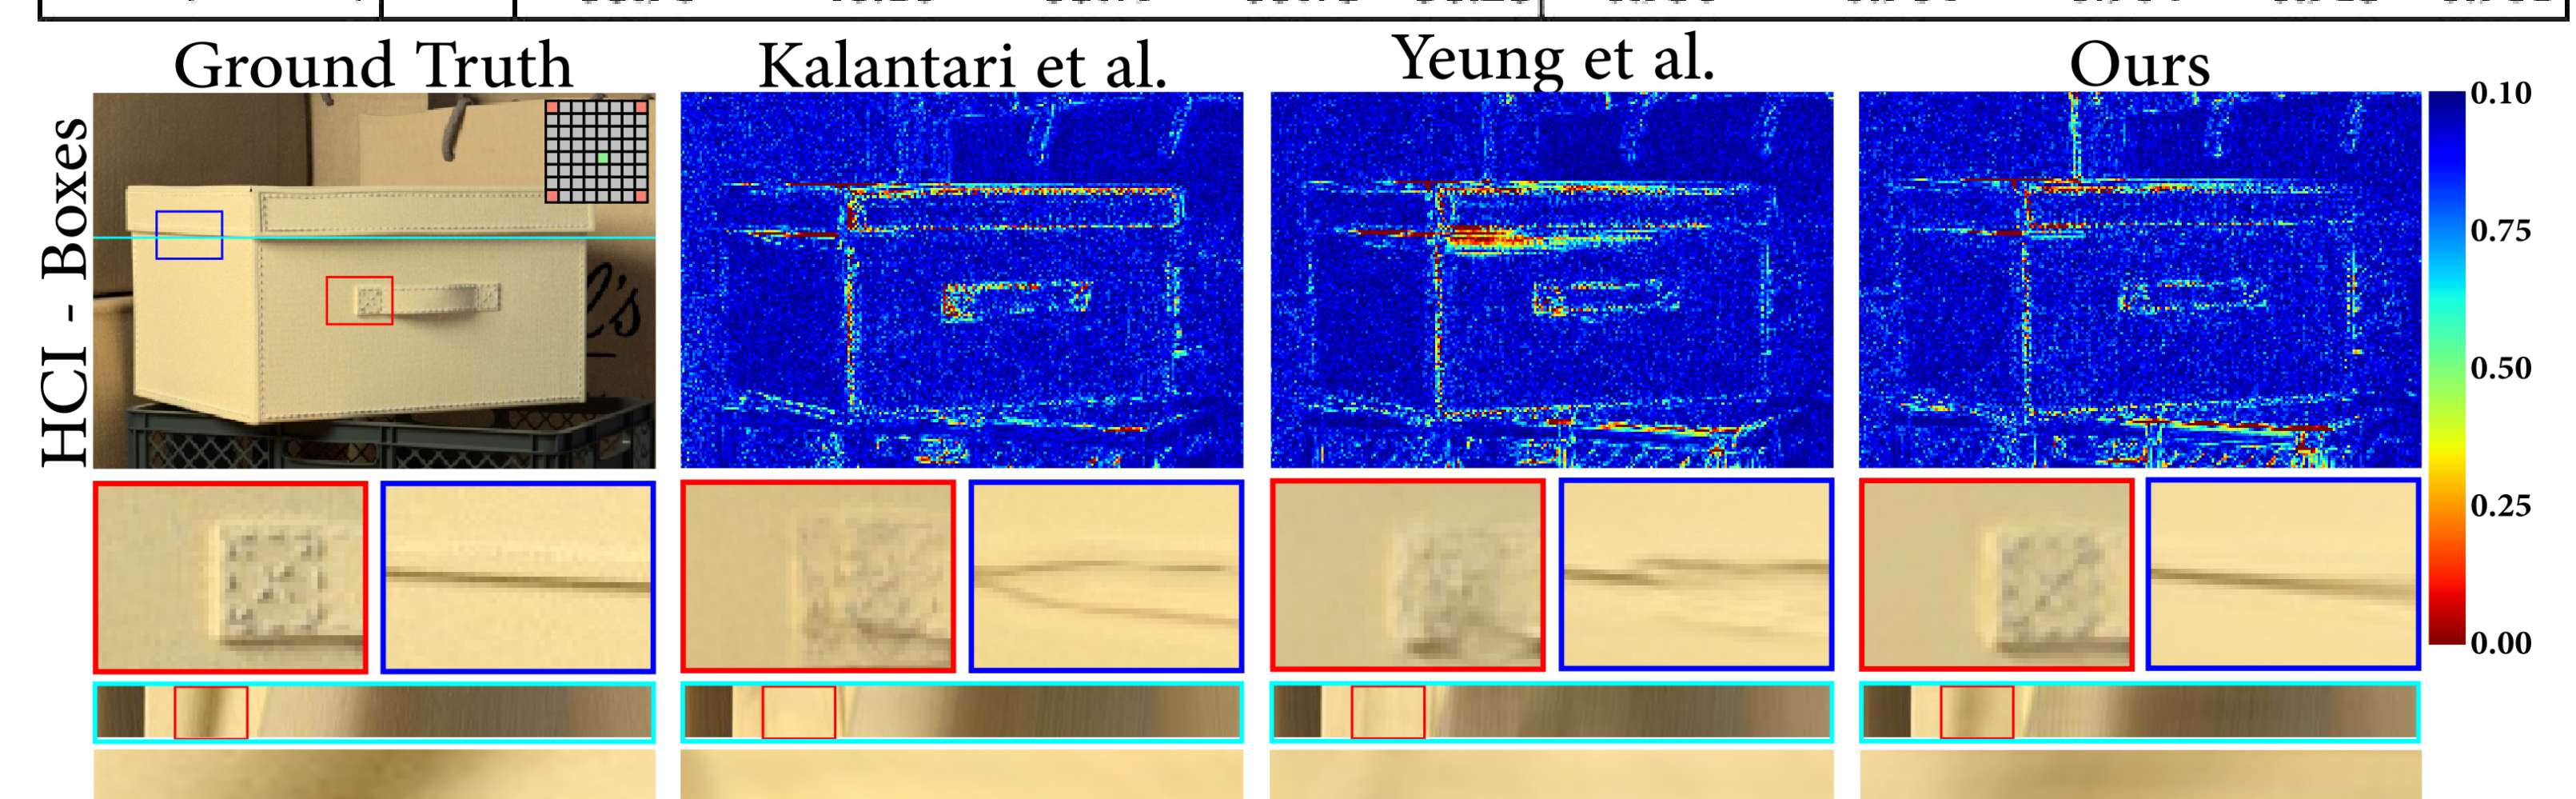 Ground Truth
Kalantari et al.
Yeung et al.
Ours
HCI - Boxes
0.10
0.75
0.50
0.25
0.00